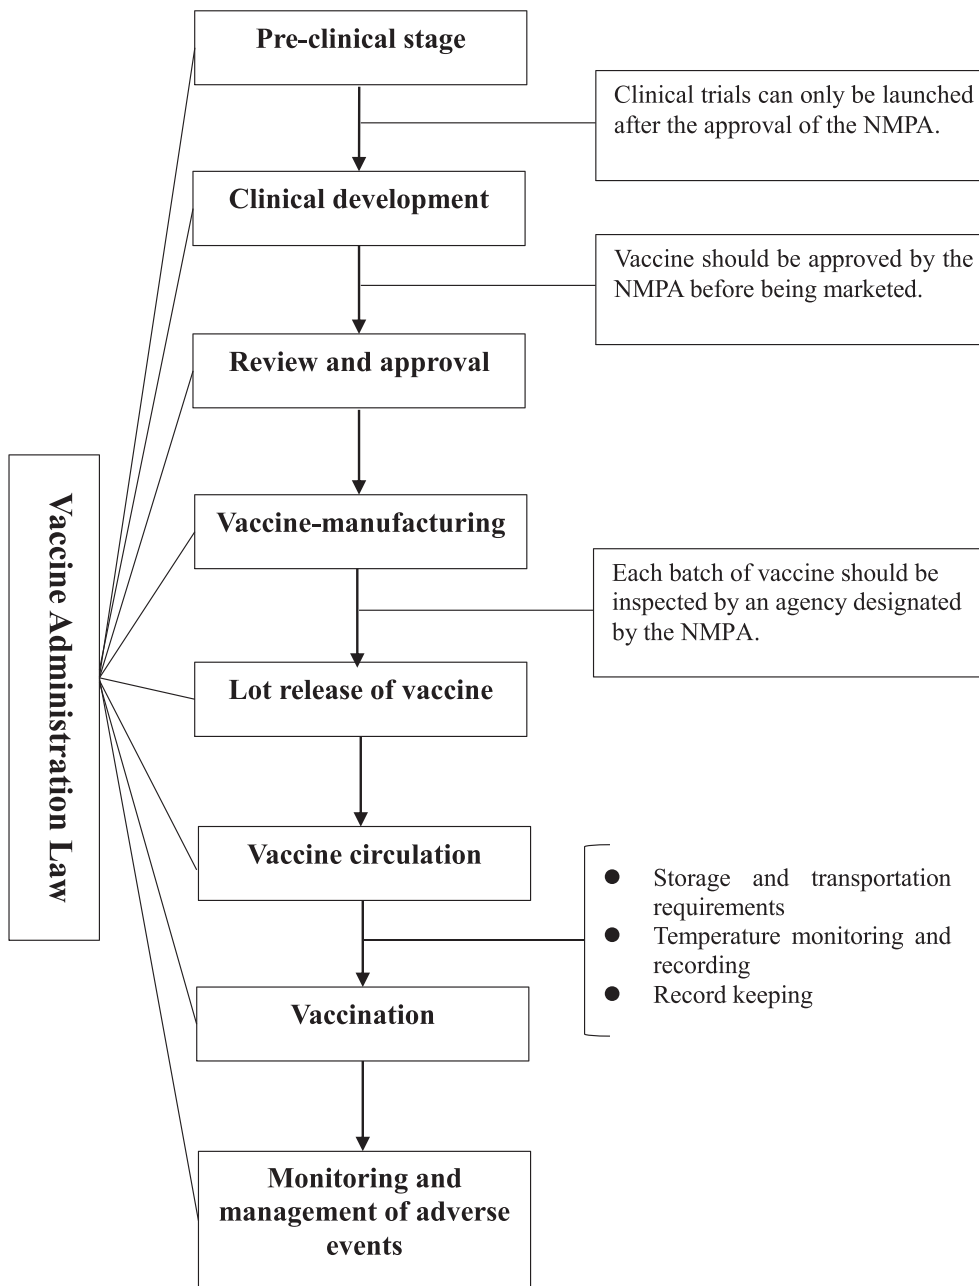 Pre-clinical stage
Clinical trials can only be launched
after the approval of the NMPA.
Clinical development
Vaccine should be approved by the
NMPA before being marketed.
Review and approval
Vaccine Administration Law
Vaccine-manufacturing
Each batch of vaccine should be
inspected by an agency designated
by the NMPA.
Lot release of vaccine
Vaccine circulation
● Storage and transportation
requirements
● Temperature monitoring and
recording
● Record keeping
Vaccination
Monitoring and
management of adverse
events